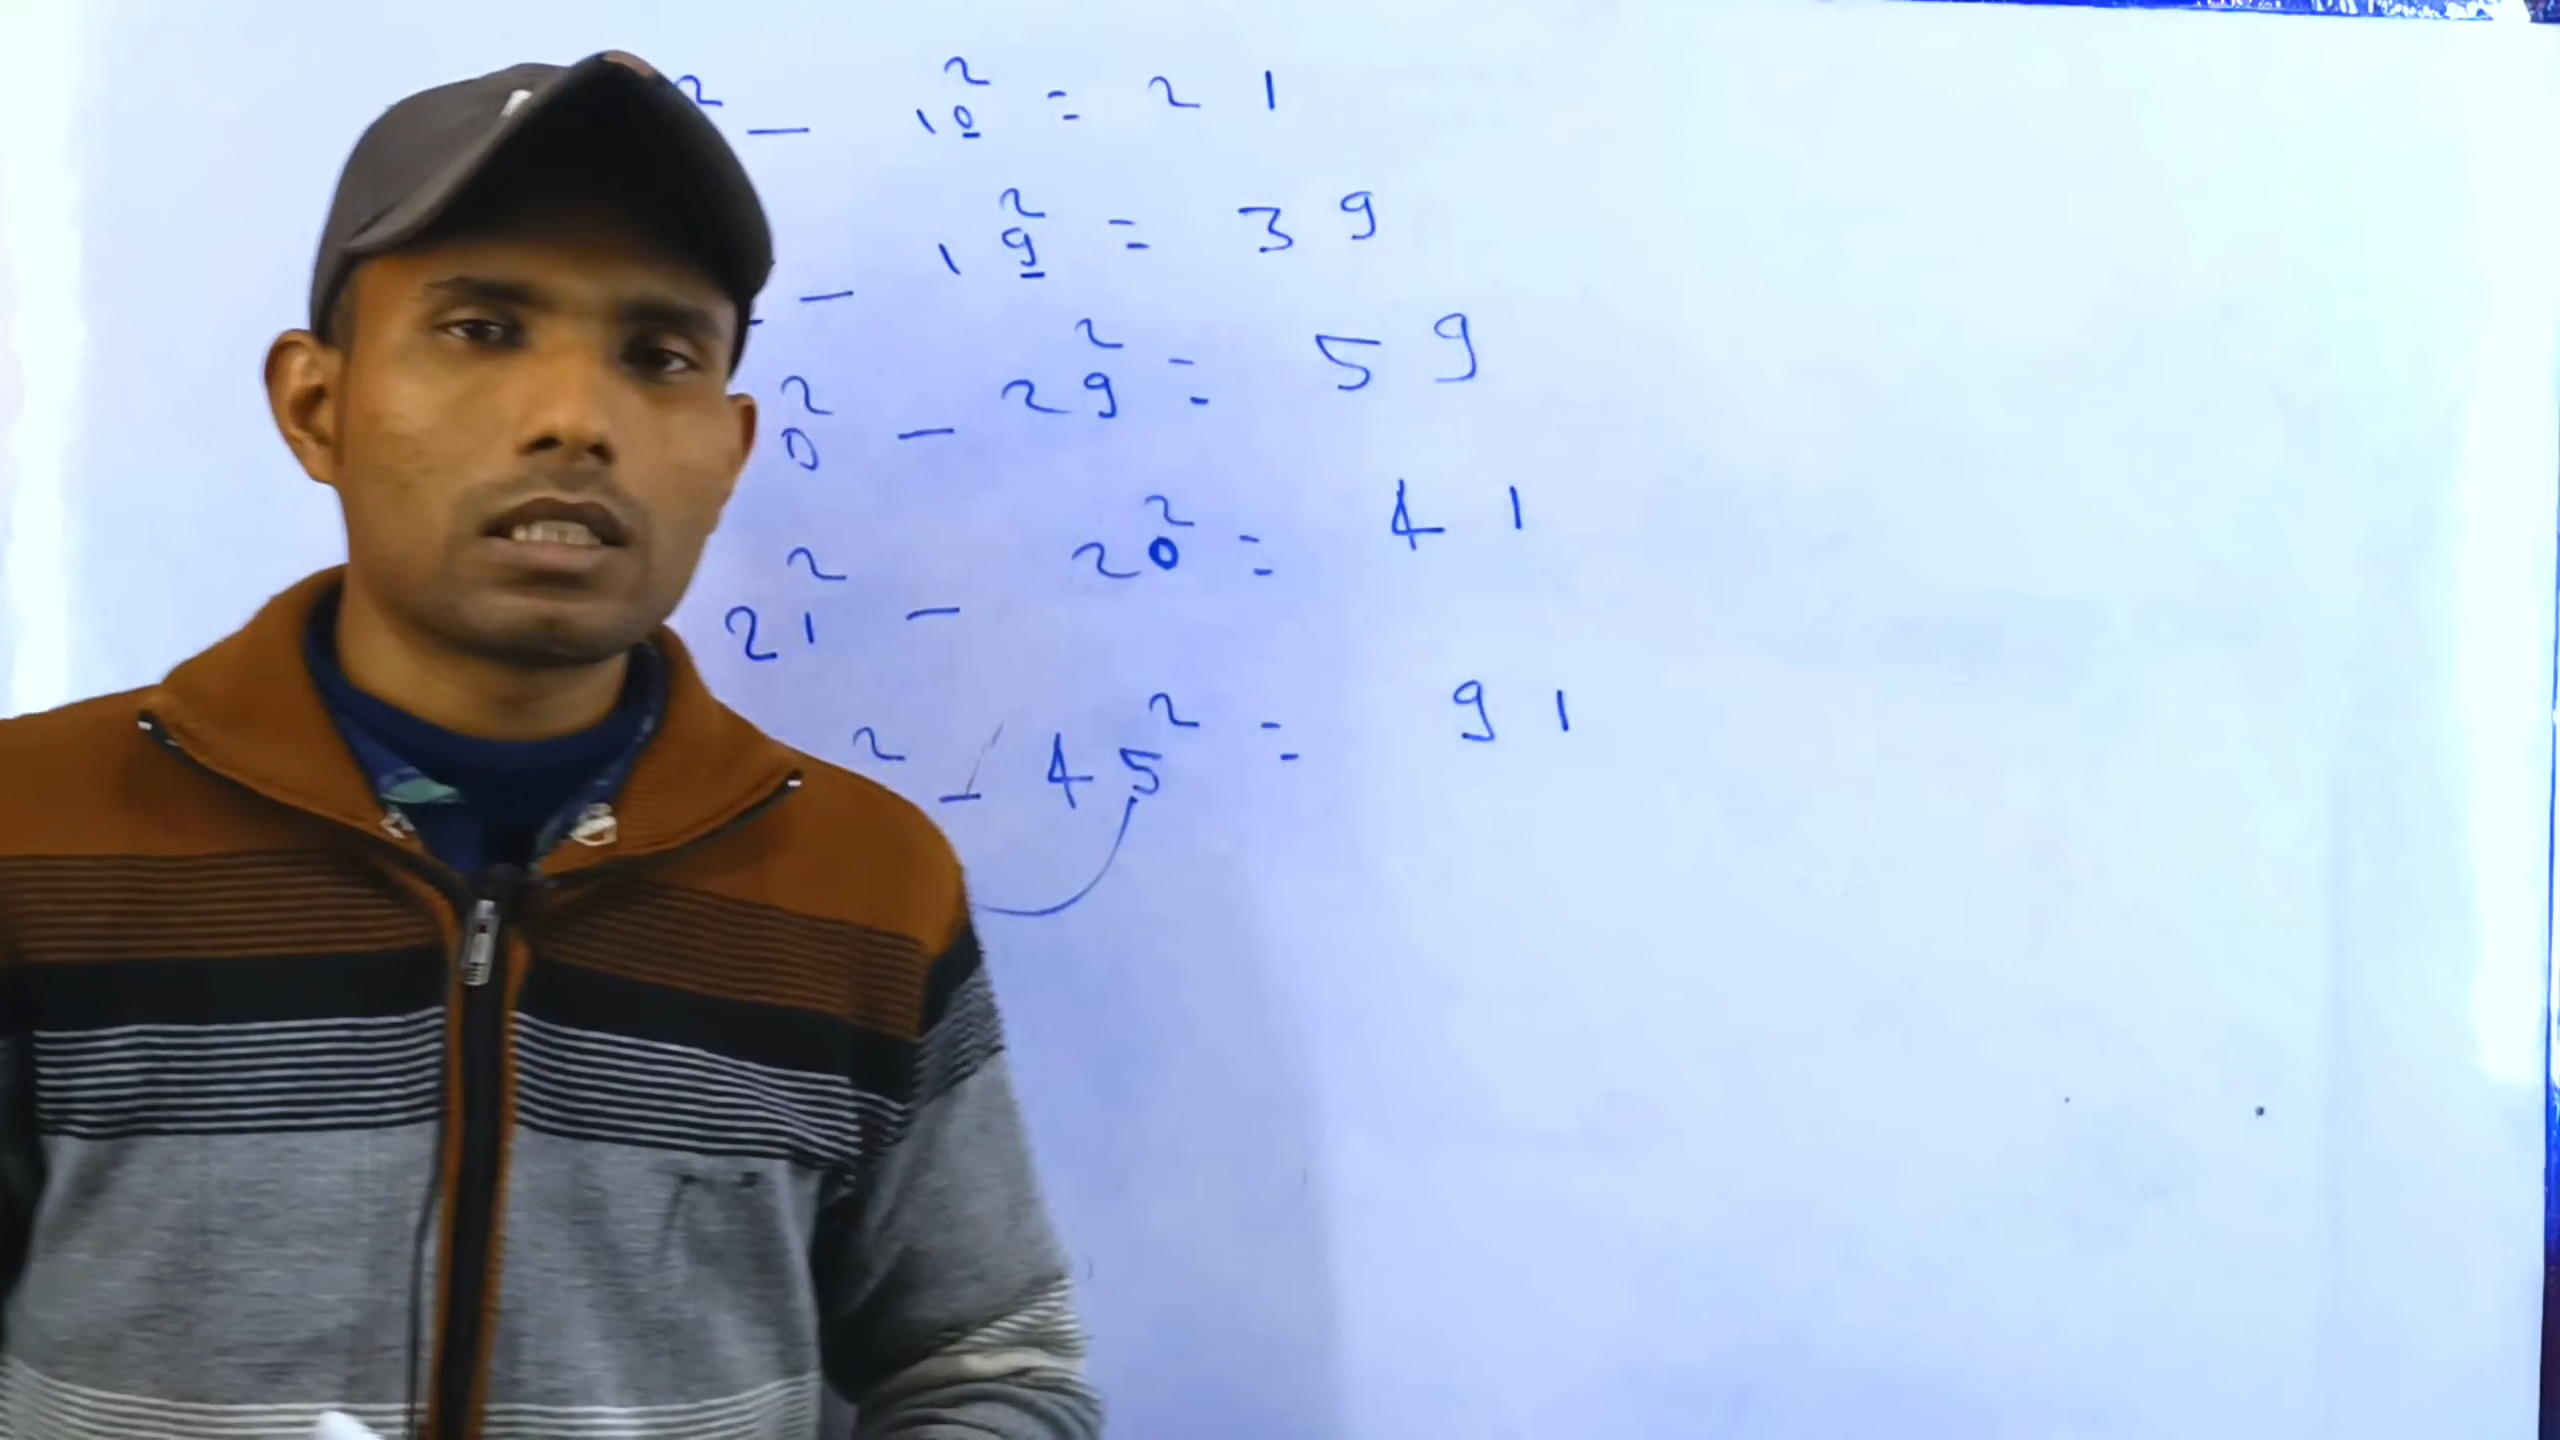 ² - 10² = 21
- 19² = 39
0² - 29² = 59
21² - 20² = 41
² - 45² = 91